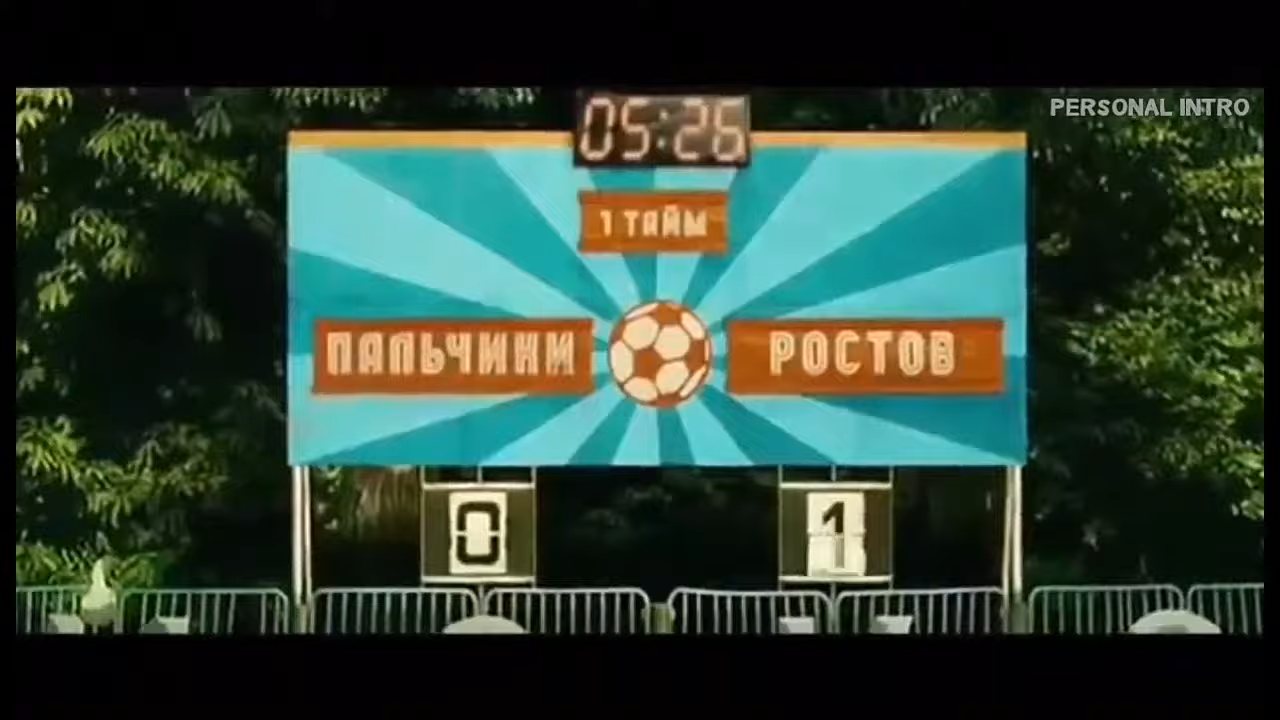 PERSONAL INTRO
05:26
1 ТАЙМ
ПАЛЬЧИКИ
РОСТОВ
0
1